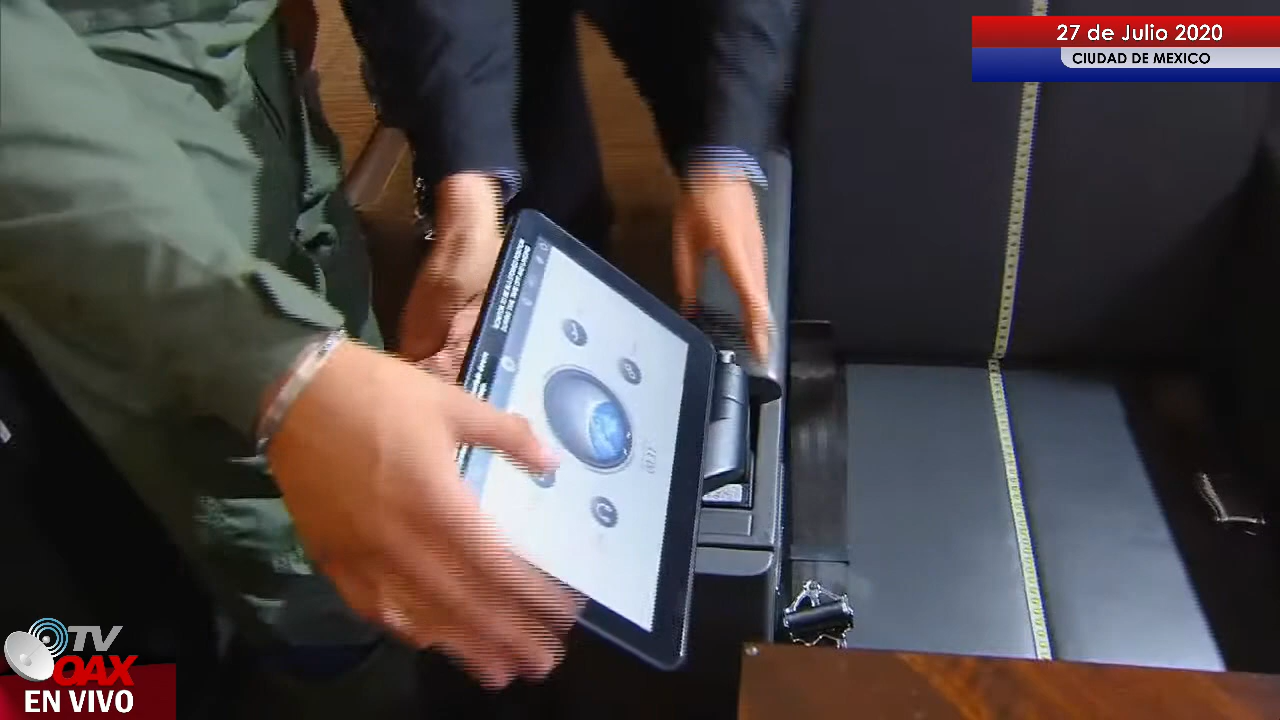 27 de Julio 2020
CIUDAD DE MEXICO
TV
OAX
EN VIVO